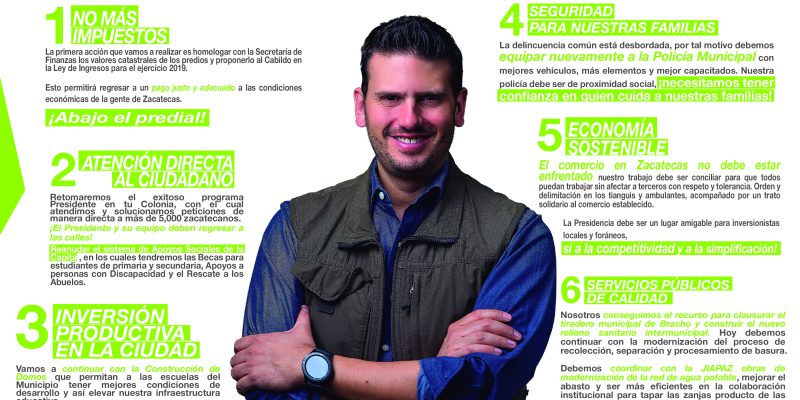 1 NO MÁS
IMPUESTOS
La primera acción que vamos a realizar es homologar con la Secretaría de
Finanzas los valores catastrales de los predios y proponerlo al Cabildo en
la Ley de Ingresos para el ejercicio 2019.
Esto permitirá regresar a un pago justo y adecuado a las condiciones
económicas de la gente de Zacatecas.
¡Abajo el predial!
2 ATENCIÓN DIRECTA
AL CIUDADANO
Retomaremos el exitoso programa
Presidente en tu Colonia, con el cual
atendimos y solucionamos peticiones de
manera directa a más de 5,000 zacatecanos.
¡El Presidente y su equipo deben regresar a
las calles!
Reanudar el sistema de Apoyos Sociales de la
Capital, en los cuales tendremos las Becas para
estudiantes de primaria y secundaria, Apoyos a
personas con Discapacidad y el Rescate a los
Abuelos.
3 INVERSIÓN
PRODUCTIVA
EN LA CIUDAD
Vamos a continuar con la Construcción de
Domos que permitan a las escuelas del
Municipio tener mejores condiciones de
desarrollo y así elevar nuestra infraestructura
4 SEGURIDAD
PARA NUESTRAS FAMILIAS
La delincuencia común está desbordada, por tal motivo debemos
equipar nuevamente a la Policía Municipal con
mejores vehículos, más elementos y mejor capacitados. Nuestra
policía debe ser de proximidad social, ¡necesitamos tener
confianza en quien cuida a nuestras familias!
5 ECONOMÍA
SOSTENIBLE
El comercio en Zacatecas no debe estar
enfrentado nuestro trabajo debe ser conciliar para que todos
puedan trabajar sin afectar a terceros con respeto y tolerancia. Orden y
delimitación en los tianguis y ambulantes, acompañado por un trato
solidario al comercio establecido.
La Presidencia debe ser un lugar amigable para inversionistas
locales y foráneos,
sí a la competitividad y a la simplificación!
6 SERVICIOS PÚBLICOS
DE CALIDAD
Nosotros conseguimos el recurso para clausurar el
tiradero municipal de Bracho y construir el nuevo
relleno sanitario intermunicipal. Hoy debemos
continuar con la modernización del proceso de
recolección, separación y procesamiento de basura.
Debemos coordinar con la JIAPAZ obras de
modernización de la red de agua potable, mejorar el
abasto y ser más eficientes en la colaboración
institucional para tapar las zanjas producto de las